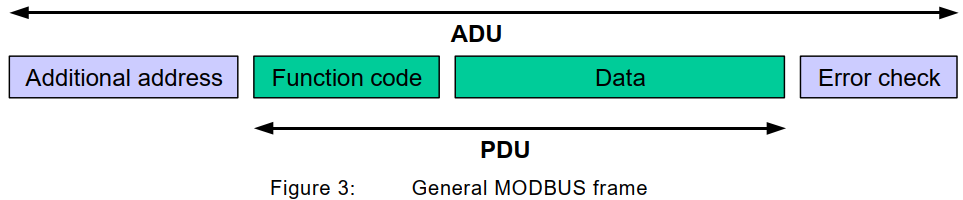 ADU
Additional address Function code Data Error check
PDU
Figure 3: General MODBUS frame